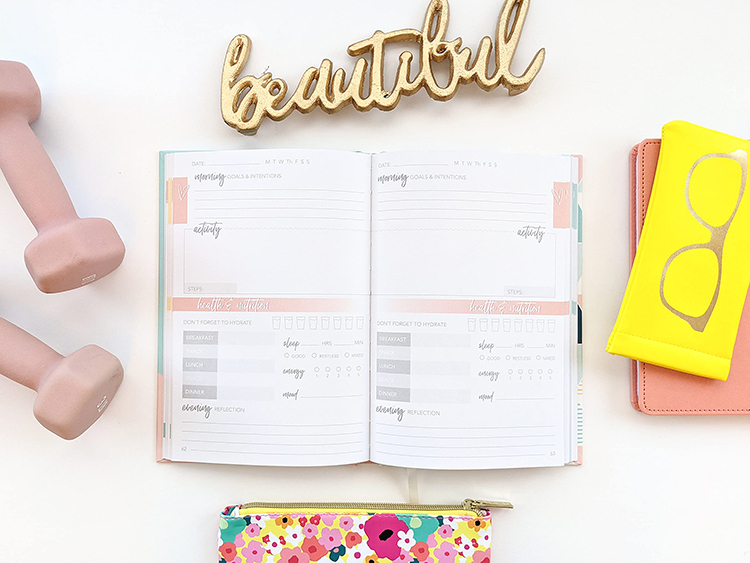 beautiful
DATE M T W Th F S S
morning GOALS & INTENTIONS
activity
STEPS:
health & nutrition
DON'T FORGET TO HYDRATE
BREAKFAST
LUNCH
DINNER
sleep HRS MIN
GOOD RESTLESS WOKEN
energy
1 2 3 4 5
mood
evening REFLECTION
62
DATE M T W Th F S S
morning GOALS & INTENTIONS
activity
STEPS:
health & nutrition
DON'T FORGET TO HYDRATE
BREAKFAST
LUNCH
DINNER
sleep HRS MIN
GOOD RESTLESS WOKEN
energy
1 2 3 4 5
mood
evening REFLECTION